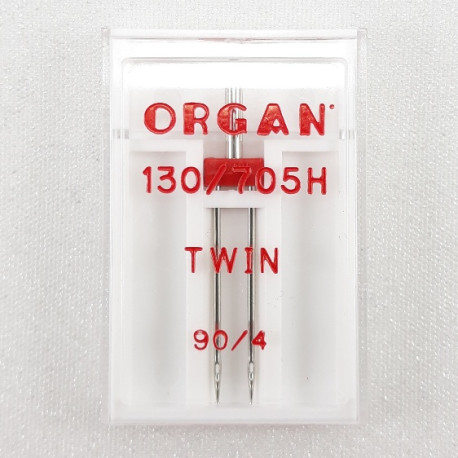 ORGAN
130/705H
TWIN
90/4